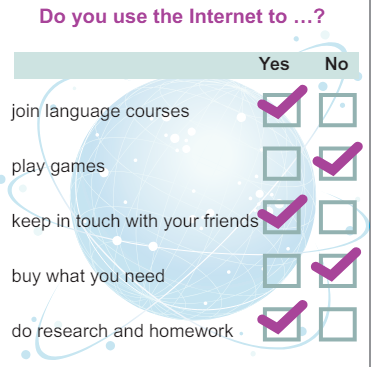 Do you use the Internet to …?
Yes No
join language courses
play games
keep in touch with your friends
buy what you need
do research and homework